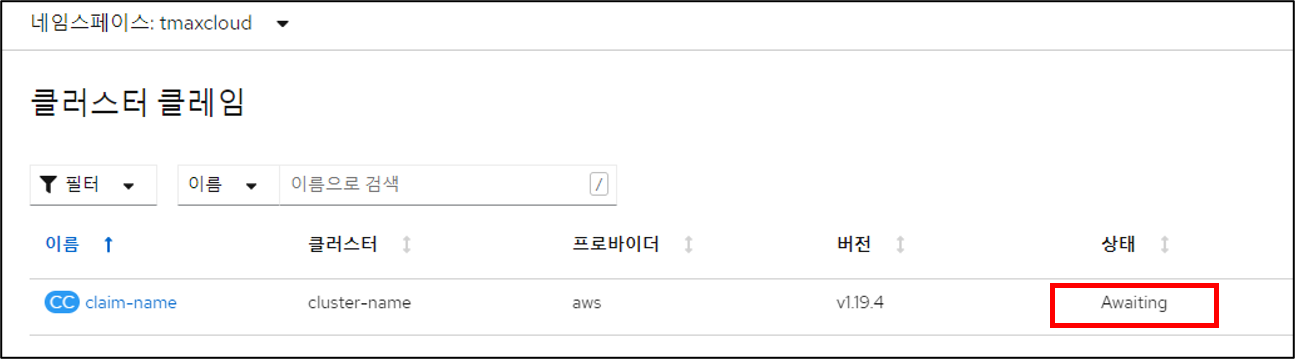 네임스페이스: tmaxcloud
클러스터 클레임
필터 이름 이름으로 검색 /
이름 클러스터 프로바이더 버전 상태
CC claim-name cluster-name aws v1.19.4 Awaiting